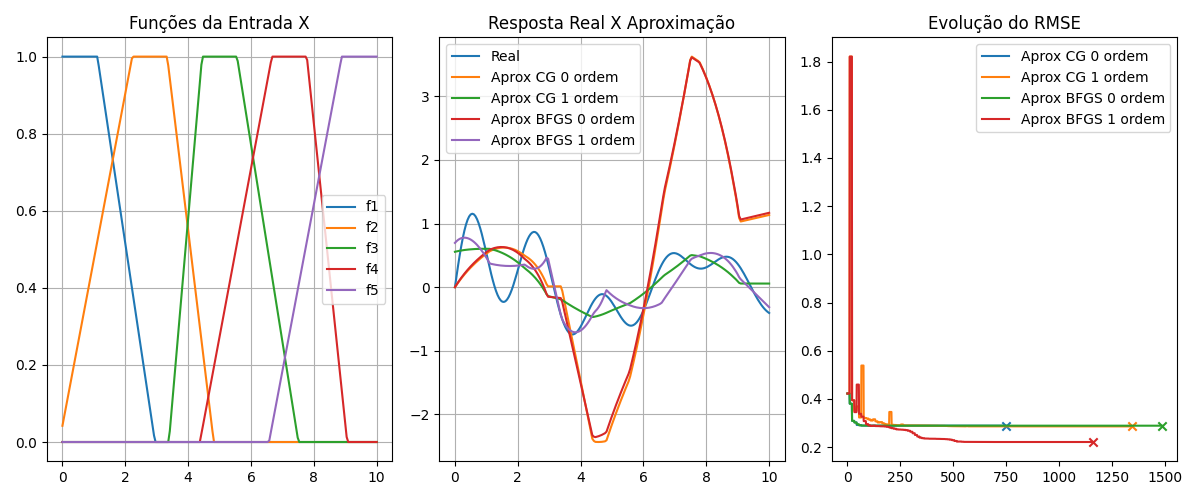 Funções da Entrada X
1.0
0.8
0.6
0.4
0.2
0.0
0 2 4 6 8 10
f1
f2
f3
f4
f5
Resposta Real X Aproximação
3
2
1
0
−1
−2
0 2 4 6 8 10
Real
Aprox CG 0 ordem
Aprox CG 1 ordem
Aprox BFGS 0 ordem
Aprox BFGS 1 ordem
Evolução do RMSE
1.8
1.6
1.4
1.2
1.0
0.8
0.6
0.4
0.2
0 250 500 750 1000 1250 1500
Aprox CG 0 ordem
Aprox CG 1 ordem
Aprox BFGS 0 ordem
Aprox BFGS 1 ordem